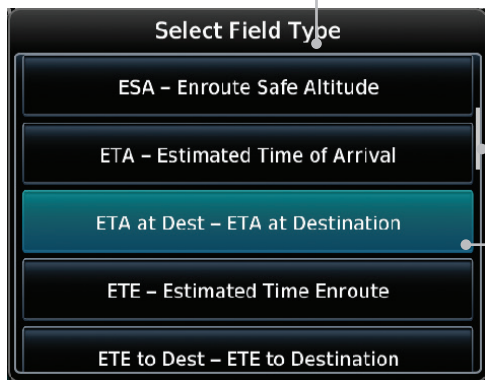 Select Field Type
ESA – Enroute Safe Altitude
ETA – Estimated Time of Arrival
ETA at Dest – ETA at Destination
ETE – Estimated Time Enroute
ETE to Dest – ETE to Destination